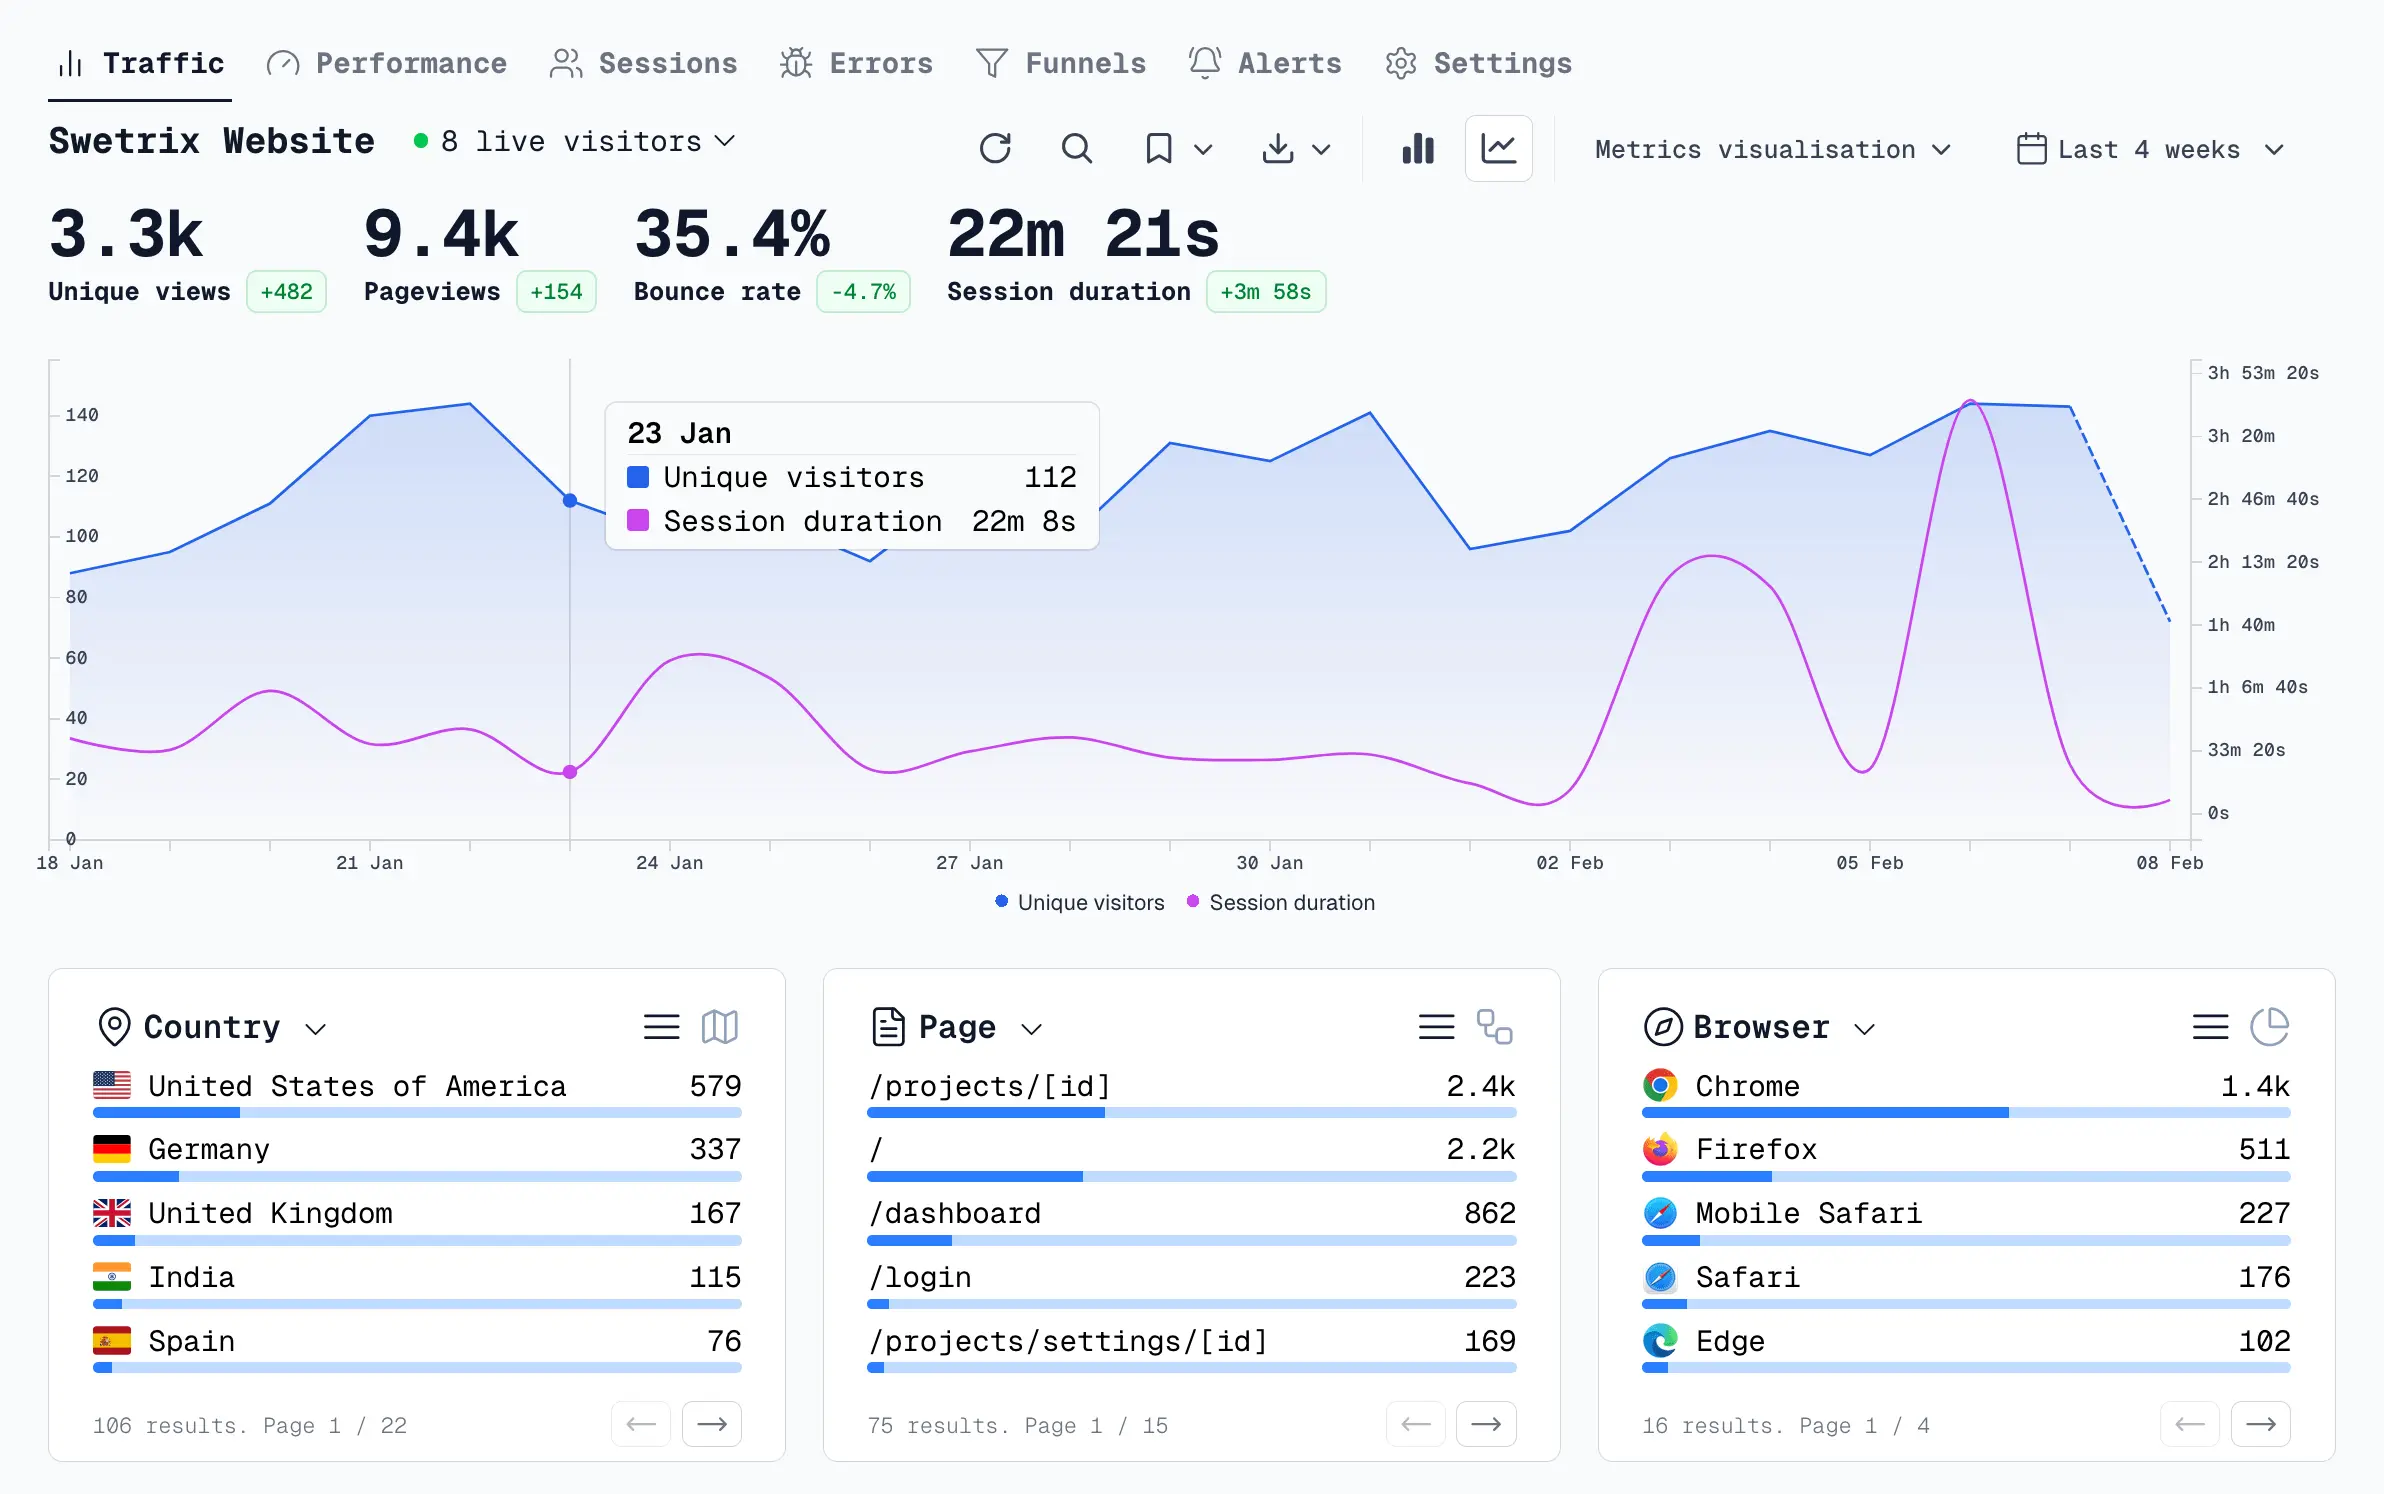 Traffic Performance Sessions Errors Funnels Alerts Settings
Swetrix Website 8 live visitors Metrics visualisation Last 4 weeks
3.3k 9.4k 35.4% 22m 21s
Unique views +482 Pageviews +154 Bounce rate -4.7% Session duration +3m 58s
140
120
100
80
60
40
20
0
23 Jan
Unique visitors 112
Session duration 22m 8s
3h 53m 20s
3h 20m
2h 46m 40s
2h 13m 20s
1h 40m
1h 6m 40s
33m 20s
0s
18 Jan 21 Jan 24 Jan 27 Jan 30 Jan 02 Feb 05 Feb 08 Feb
Unique visitors Session duration
Country
United States of America 579
Germany 337
United Kingdom 167
India 115
Spain 76
106 results. Page 1 / 22
Page
/projects/[id] 2.4k
/ 2.2k
/dashboard 862
/login 223
/projects/settings/[id] 169
75 results. Page 1 / 15
Browser
Chrome 1.4k
Firefox 511
Mobile Safari 227
Safari 176
Edge 102
16 results. Page 1 / 4